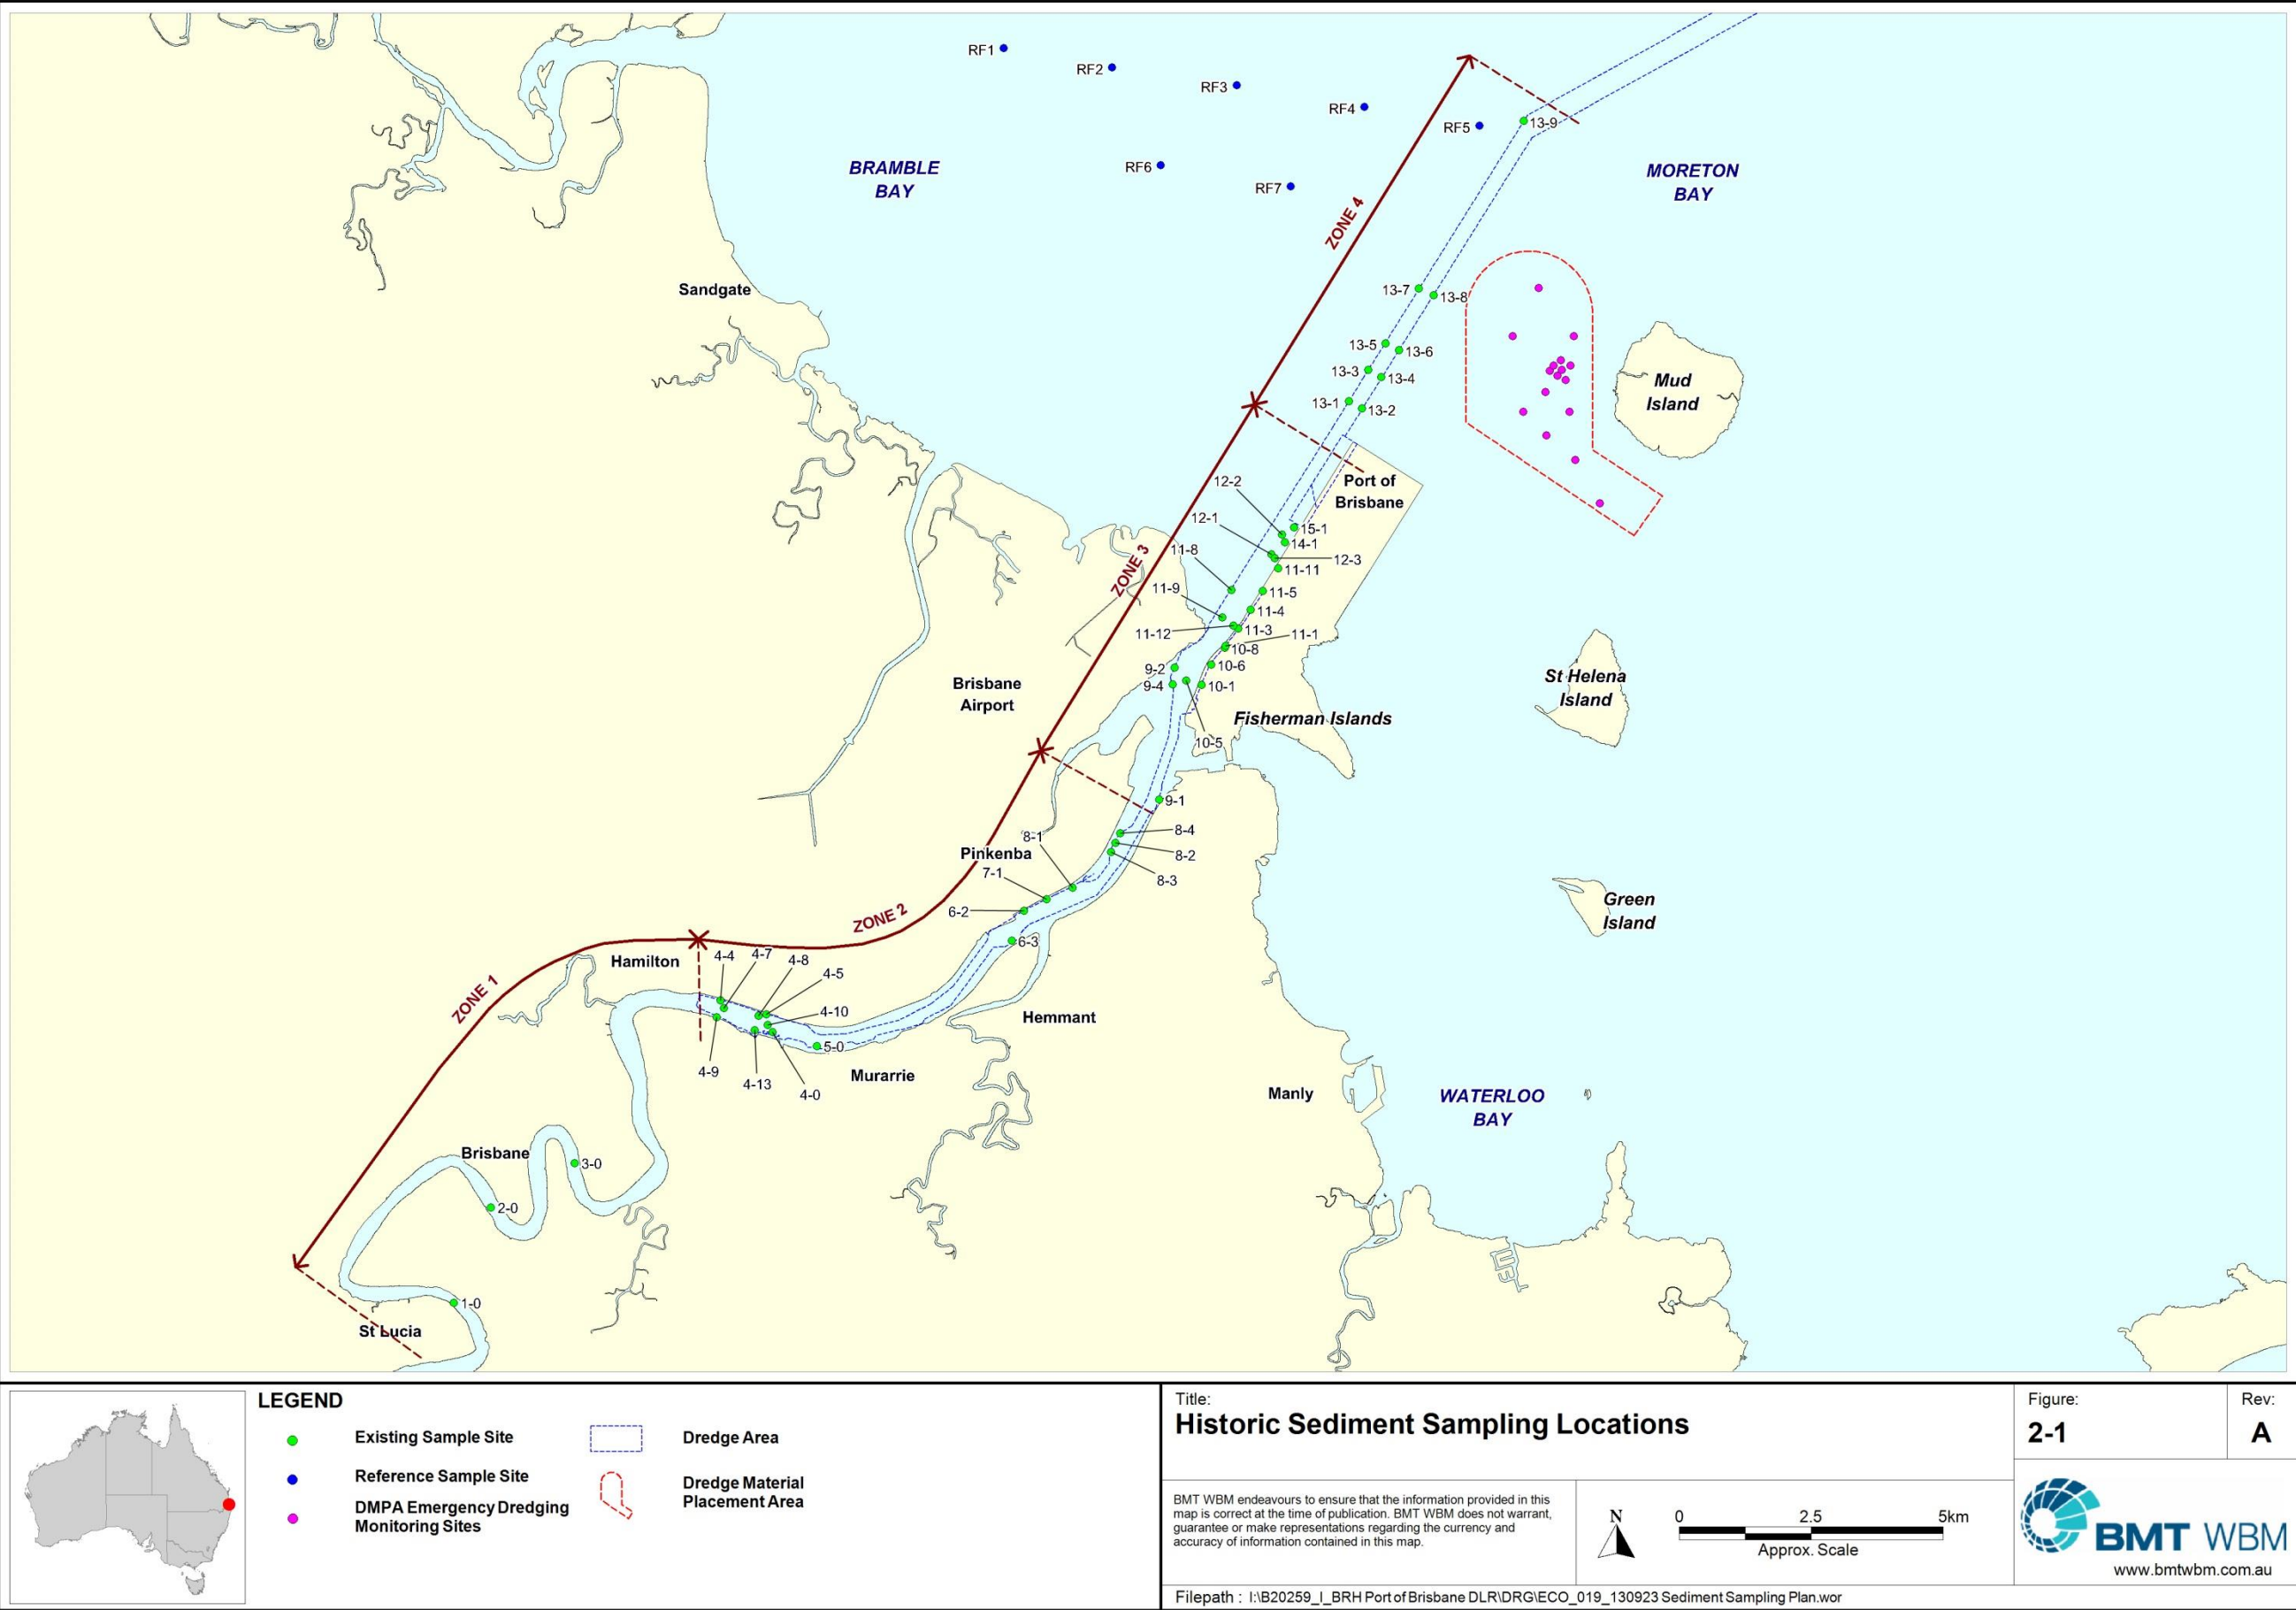 RF1
RF2
RF3
RF4
RF5
13-9
RF6
RF7
BRAMBLE
BAY
MORETON
BAY
ZONE 4
Sandgate
13-7
13-8
13-5
13-6
13-3
13-4
13-1
13-2
Mud
Island
Port of
Brisbane
12-2
12-1
15-1
14-1
11-8
12-3
11-11
ZONE 3
11-9
11-5
11-4
11-12
11-3
11-1
10-8
9-2
10-6
9-4
10-1
Brisbane
Airport
St Helena
Island
Fisherman Islands
10-5
9-1
8-1
8-4
Pinkenba
8-2
7-1
8-3
6-2
ZONE 2
6-3
Green
Island
Hamilton
4-4
4-7
4-8
4-5
ZONE 1
4-10
Hemmant
5-0
4-9
4-13
4-0
Murarrie
Manly
WATERLOO
BAY
Brisbane
3-0
2-0
1-0
St Lucia
LEGEND
Existing Sample Site
Reference Sample Site
DMPA Emergency Dredging
Monitoring Sites
Dredge Area
Dredge Material
Placement Area
Title:
Historic Sediment Sampling Locations
Figure:
2-1
Rev:
A
BMT WBM endeavours to ensure that the information provided in this
map is correct at the time of publication. BMT WBM does not warrant,
guarantee or make representations regarding the currency and
accuracy of information contained in this map.
N
0 2.5 5km
Approx. Scale
BMT WBM
www.bmtwbm.com.au
Filepath : I:\B20259_I_BRH Port of Brisbane DLR\DRG\ECO_019_130923 Sediment Sampling Plan.wor